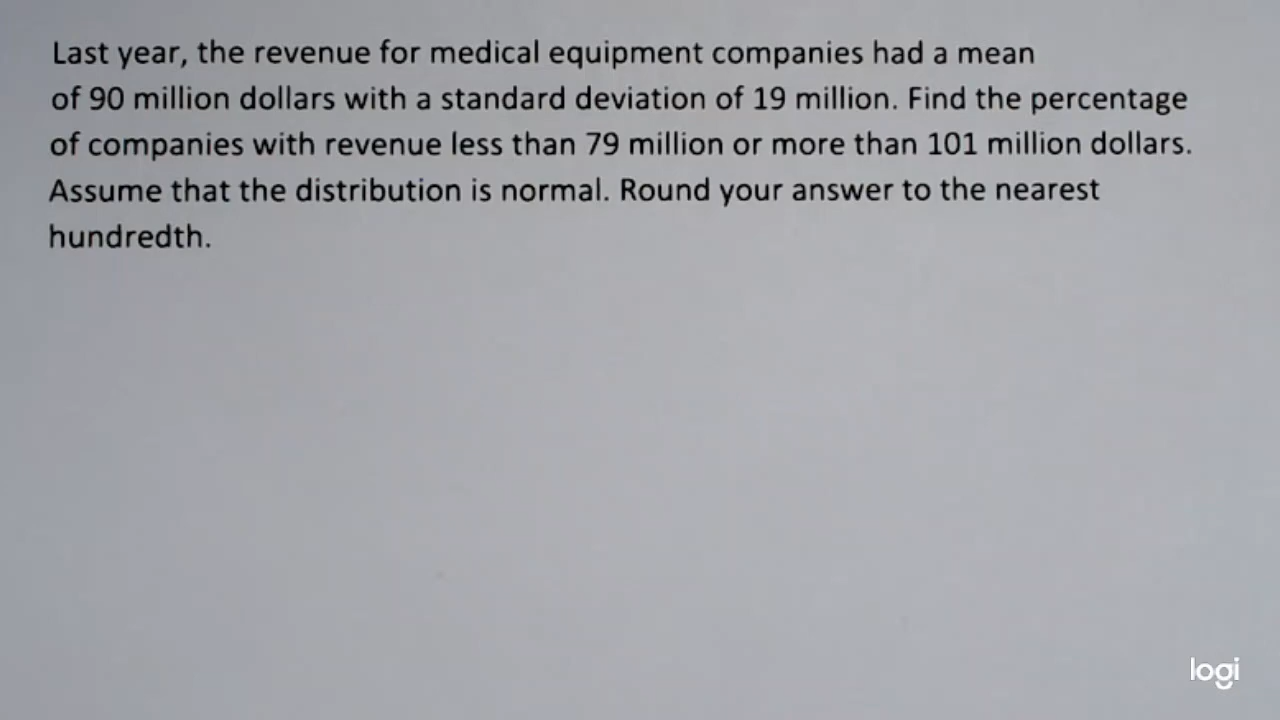 Last year, the revenue for medical equipment companies had a mean
of 90 million dollars with a standard deviation of 19 million. Find the percentage
of companies with revenue less than 79 million or more than 101 million dollars.
Assume that the distribution is normal. Round your answer to the nearest
hundredth.
logi